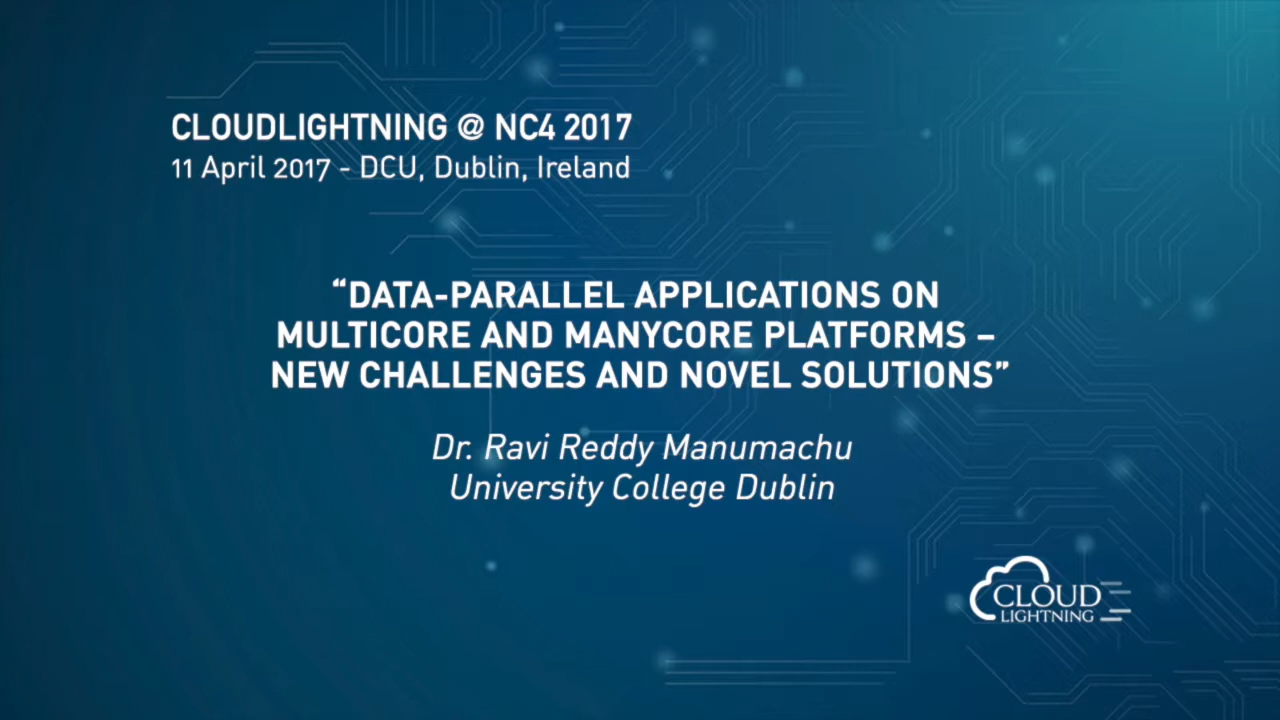 CLOUDLIGHTNING @ NC4 2017
11 April 2017 - DCU, Dublin, Ireland
“DATA-PARALLEL APPLICATIONS ON
MULTICORE AND MANYCORE PLATFORMS –
NEW CHALLENGES AND NOVEL SOLUTIONS”
Dr. Ravi Reddy Manumachu
University College Dublin
CLOUD
LIGHTNING